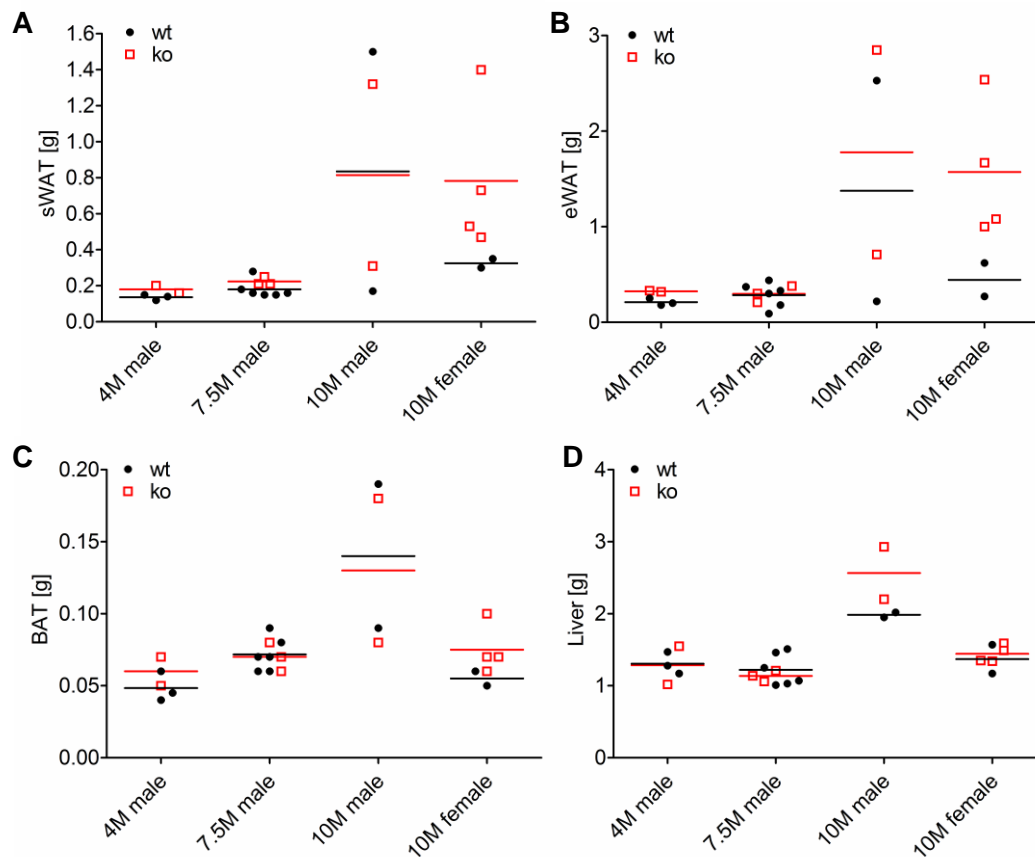 A
wt
ko
sWAT [g]
1.6
1.4
1.2
1.0
0.8
0.6
0.4
0.2
0.0
4M male
7.5M male
10M male
10M female
B
wt
ko
eWAT [g]
3
2
1
0
4M male
7.5M male
10M male
10M female
C
wt
ko
BAT [g]
0.20
0.15
0.10
0.05
0.00
4M male
7.5M male
10M male
10M female
D
wt
ko
Liver [g]
4
3
2
1
0
4M male
7.5M male
10M male
10M female